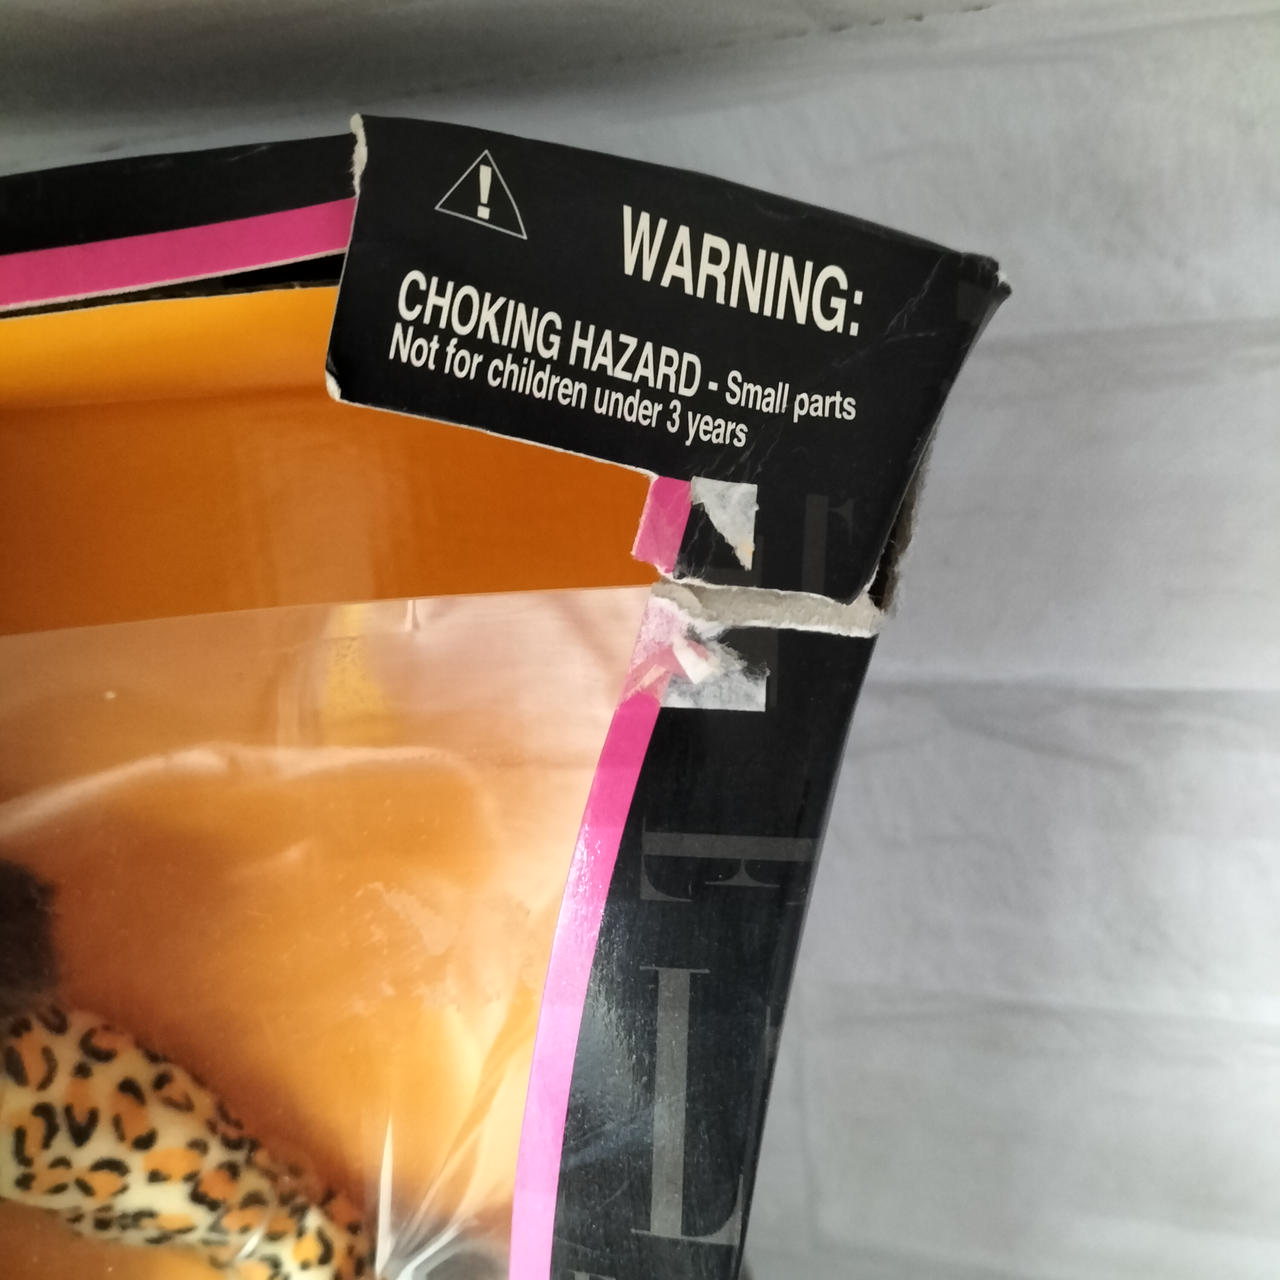 !
WARNING:
CHOKING HAZARD - Small parts
Not for children under 3 years
E
L